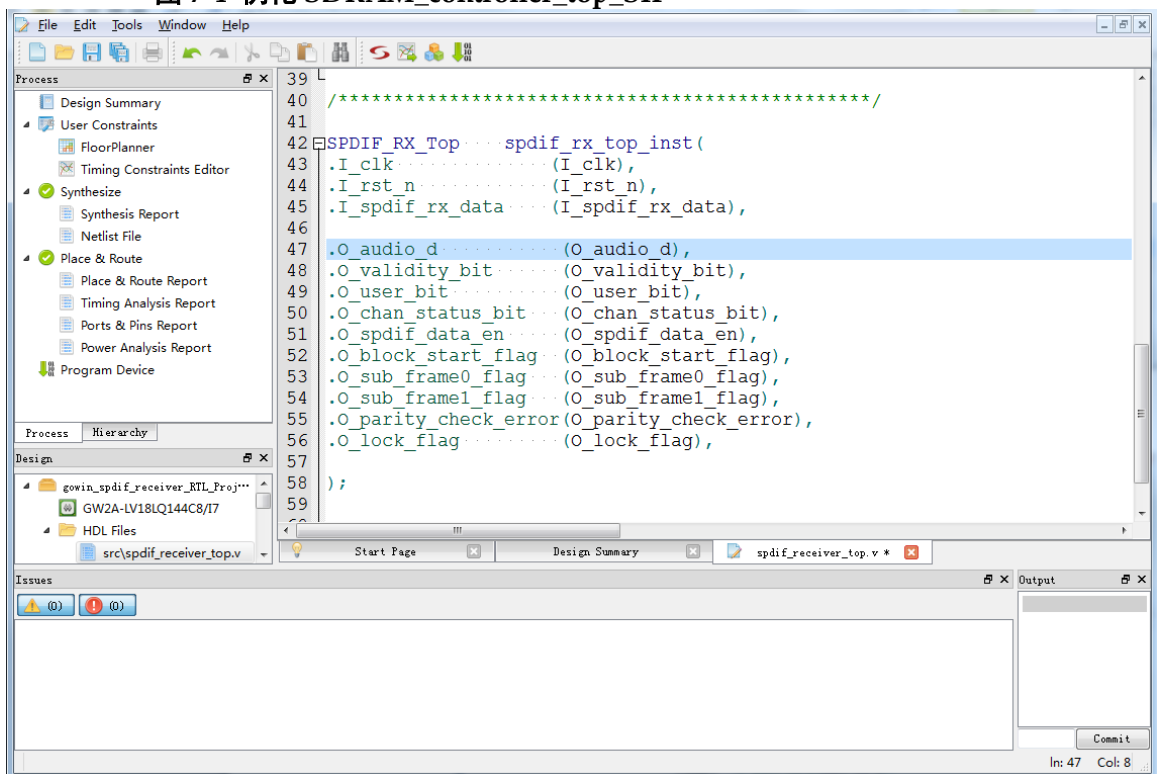 File Edit Tools Window Help
Process
Design Summary
User Constraints
FloorPlanner
Timing Constraints Editor
Synthesize
Synthesis Report
Netlist File
Place & Route
Place & Route Report
Timing Analysis Report
Ports & Pins Report
Power Analysis Report
Program Device
Process Hierarchy
Design
gowin_spdif_receiver_RTL_Proj···
GW2A-LV18LQ144C8/I7
HDL Files
src\spdif_receiver_top.v
39
40 /************************************************/
41
42 SPDIF_RX_Top····spdif_rx_top_inst(
43 .I_clk··············(I_clk),
44 .I_rst_n············(I_rst_n),
45 .I_spdif_rx_data····(I_spdif_rx_data),
46
47 .O_audio_d···········(O_audio_d),
48 .O_validity_bit······(O_validity_bit),
49 .O_user_bit··········(O_user_bit),
50 .O_chan_status_bit···(O_chan_status_bit),
51 .O_spdif_data_en·····(O_spdif_data_en),
52 .O_block_start_flag··(O_block_start_flag),
53 .O_sub_frame0_flag···(O_sub_frame0_flag),
54 .O_sub_frame1_flag···(O_sub_frame1_flag),
55 .O_parity_check_error(O_parity_check_error),
56 .O_lock_flag·········(O_lock_flag),
57
58 );
59
Start Page Design Summary spdif_receiver_top.v *
Issues
(0) (0)
Output
Commit
ln: 47 Col: 8